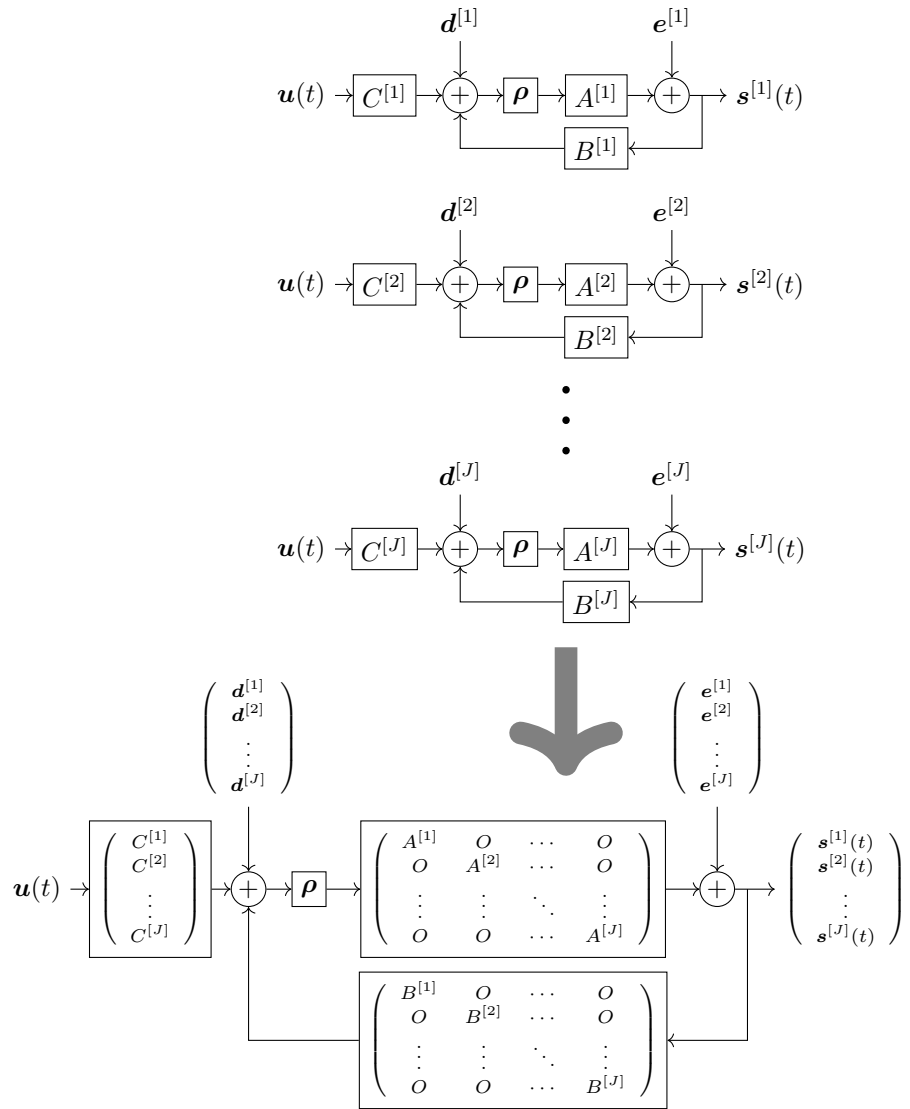 d^[1] e^[1]
u(t) C^[1] + ρ A^[1] + s^[1](t)
B^[1]
d^[2] e^[2]
u(t) C^[2] + ρ A^[2] + s^[2](t)
B^[2]
⋮
d^[J] e^[J]
u(t) C^[J] + ρ A^[J] + s^[J](t)
B^[J]
( d^[1] d^[2] ⋮ d^[J] ) ( e^[1] e^[2] ⋮ e^[J] )
u(t) ( C^[1] C^[2] ⋮ C^[J] ) + ρ
( A^[1] O ⋯ O
O A^[2] ⋯ O
⋮ ⋮ ⋱ ⋮
O O ⋯ A^[J] )
+ ( s^[1](t) s^[2](t) ⋮ s^[J](t) )
( B^[1] O ⋯ O
O B^[2] ⋯ O
⋮ ⋮ ⋱ ⋮
O O ⋯ B^[J] )